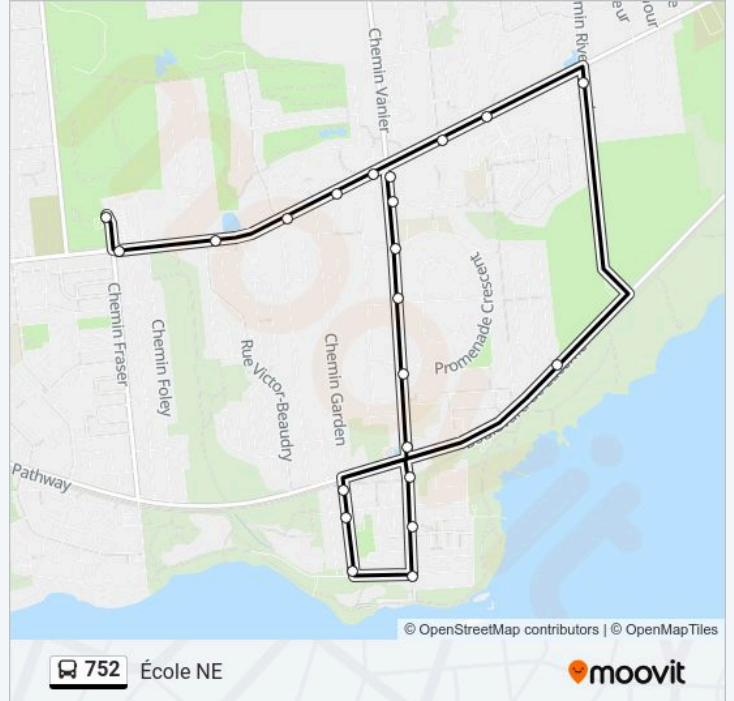 Chemin Vanier
Promenade Crescent
Chemin Fraser
Chemin Foley
Rue Victor-Beaudry
Chemin Garden
Pathway
© OpenStreetMap contributors | © OpenMapTiles
752 École NE
moovit